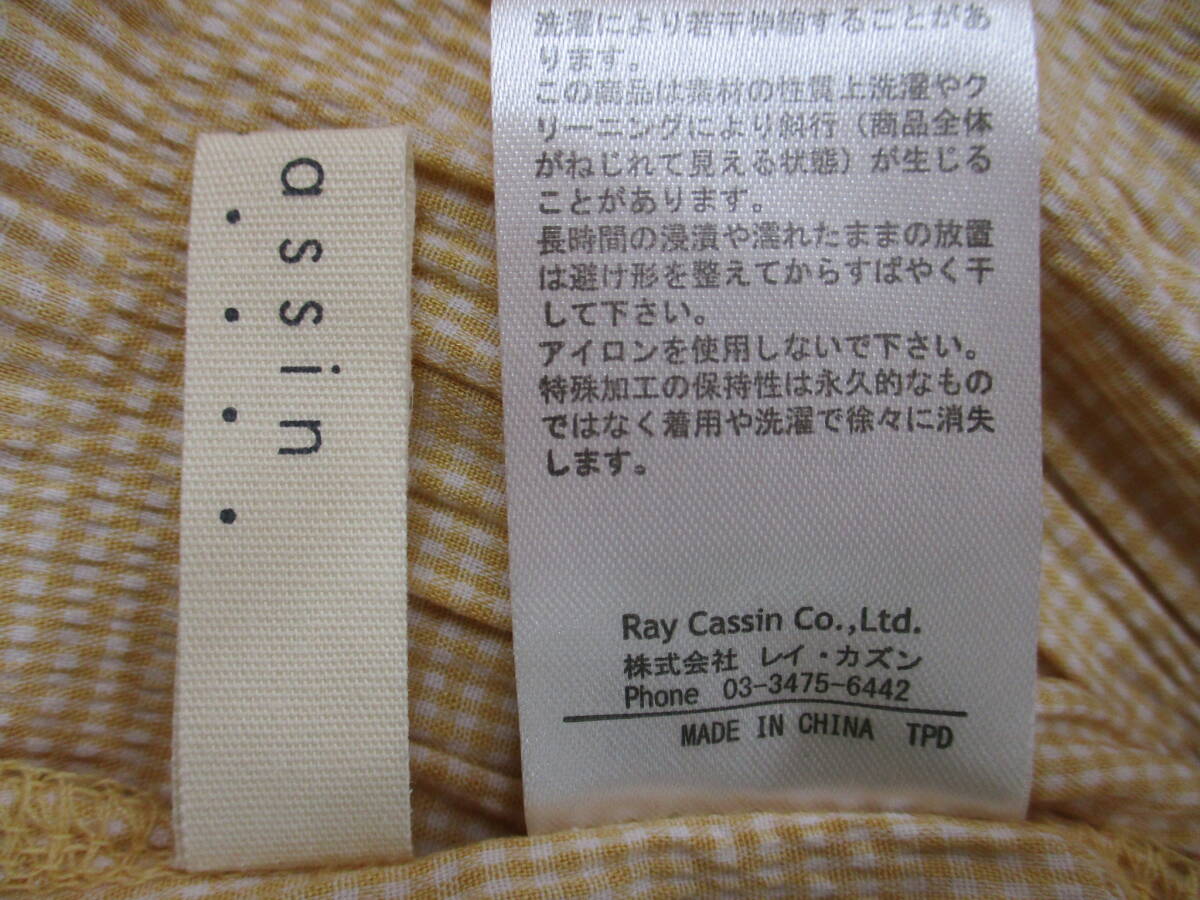 assin
洗濯により若干伸縮することがあ
ります。
この商品は素材の性質上洗濯やク
リーニングにより斜行(商品全体
がねじれて見える状態)が生じる
ことがあります。
長時間の浸漬や濡れたままの放置
は避け形を整えてからすばやく干
して下さい。
アイロンを使用しないで下さい。
特殊加工の保持性は永久的なもの
ではなく着用や洗濯で徐々に消失
します。
Ray Cassin Co.,Ltd.
株式会社 レイ・カズン
Phone 03-3475-6442
MADE IN CHINA TPD